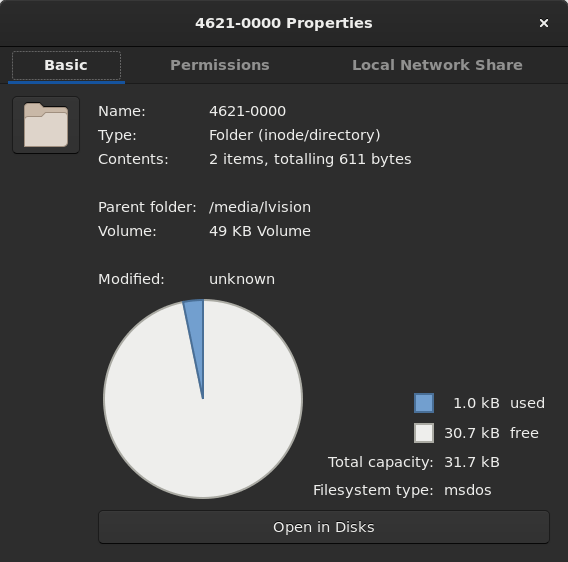 4621-0000 Properties ×
Basic Permissions Local Network Share
Name: 4621-0000
Type: Folder (inode/directory)
Contents: 2 items, totalling 611 bytes
Parent folder: /media/lvision
Volume: 49 KB Volume
Modified: unknown
1.0 kB used
30.7 kB free
Total capacity: 31.7 kB
Filesystem type: msdos
Open in Disks